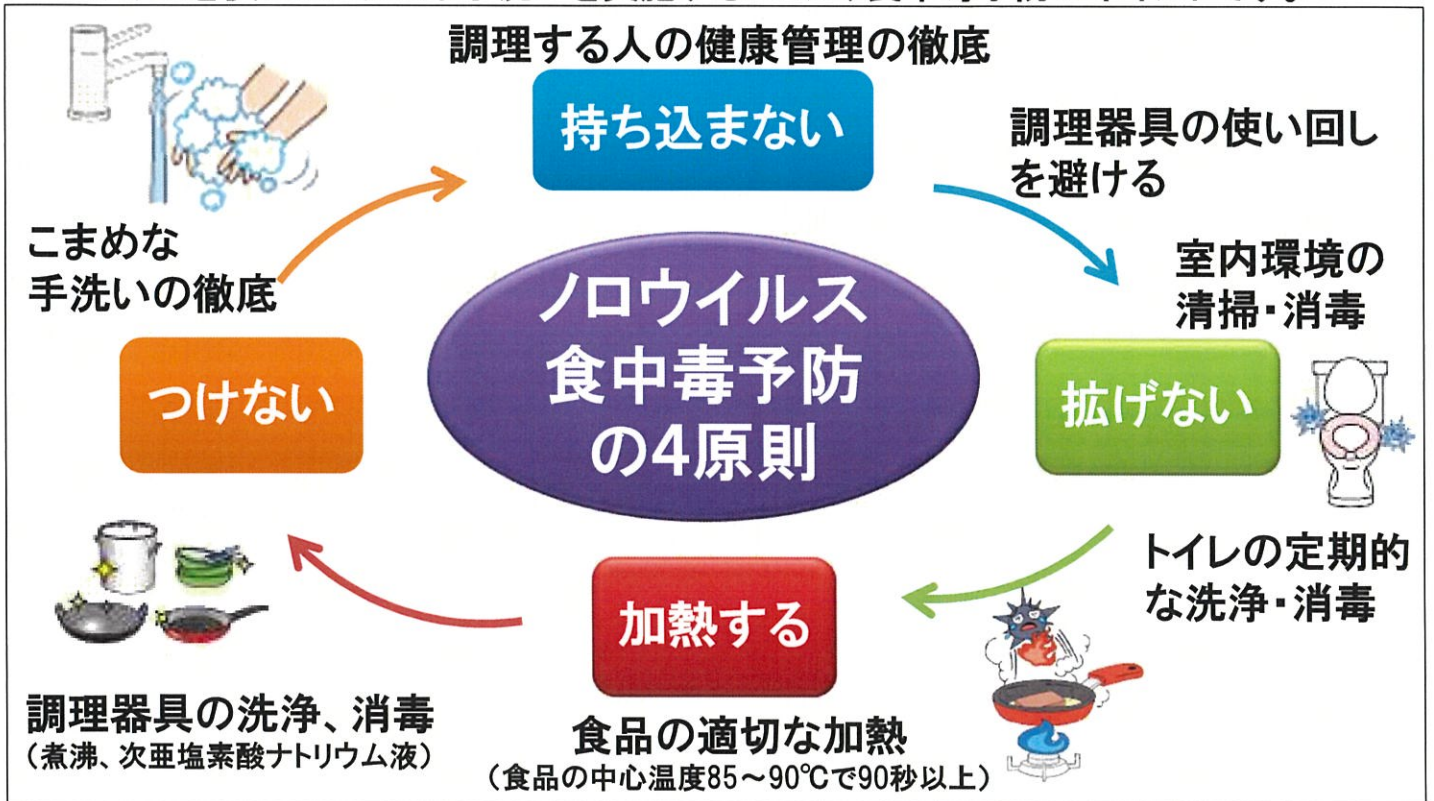 調理する人の健康管理の徹底
持ち込まない
調理器具の使い回し
を避ける
こまめな
手洗いの徹底
室内環境の
清掃・消毒
ノロウイルス
食中毒予防
の4原則
つけない
拡げない
トイレの定期的
な洗浄・消毒
加熱する
調理器具の洗浄、消毒
（煮沸、次亜塩素酸ナトリウム液）
食品の適切な加熱
（食品の中心温度85～90℃で90秒以上）